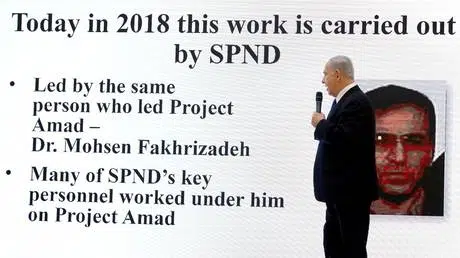 Today in 2018 this work is carried out
by SPND
• Led by the same
person who led Project
Amad –
Dr. Mohsen Fakhrizadeh
• Many of SPND's key
personnel worked under him
on Project Amad